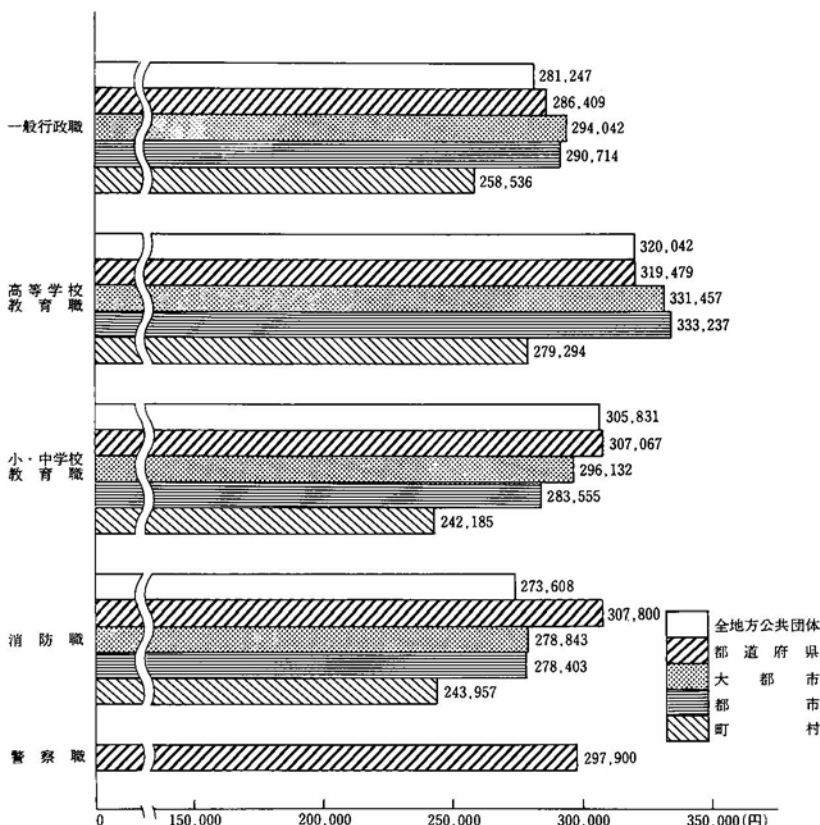 一般行政職
281,247
286,409
294,042
290,714
258,536
高等学校
教育職
320,042
319,479
331,457
333,237
279,294
小・中学校
教育職
305,831
307,067
296,132
283,555
242,185
消防職
273,608
307,800
278,843
278,403
243,957
警察職
297,900
全地方公共団体
都道府県
大都市
都市
町村
0 150,000 200,000 250,000 300,000 350,000(円)